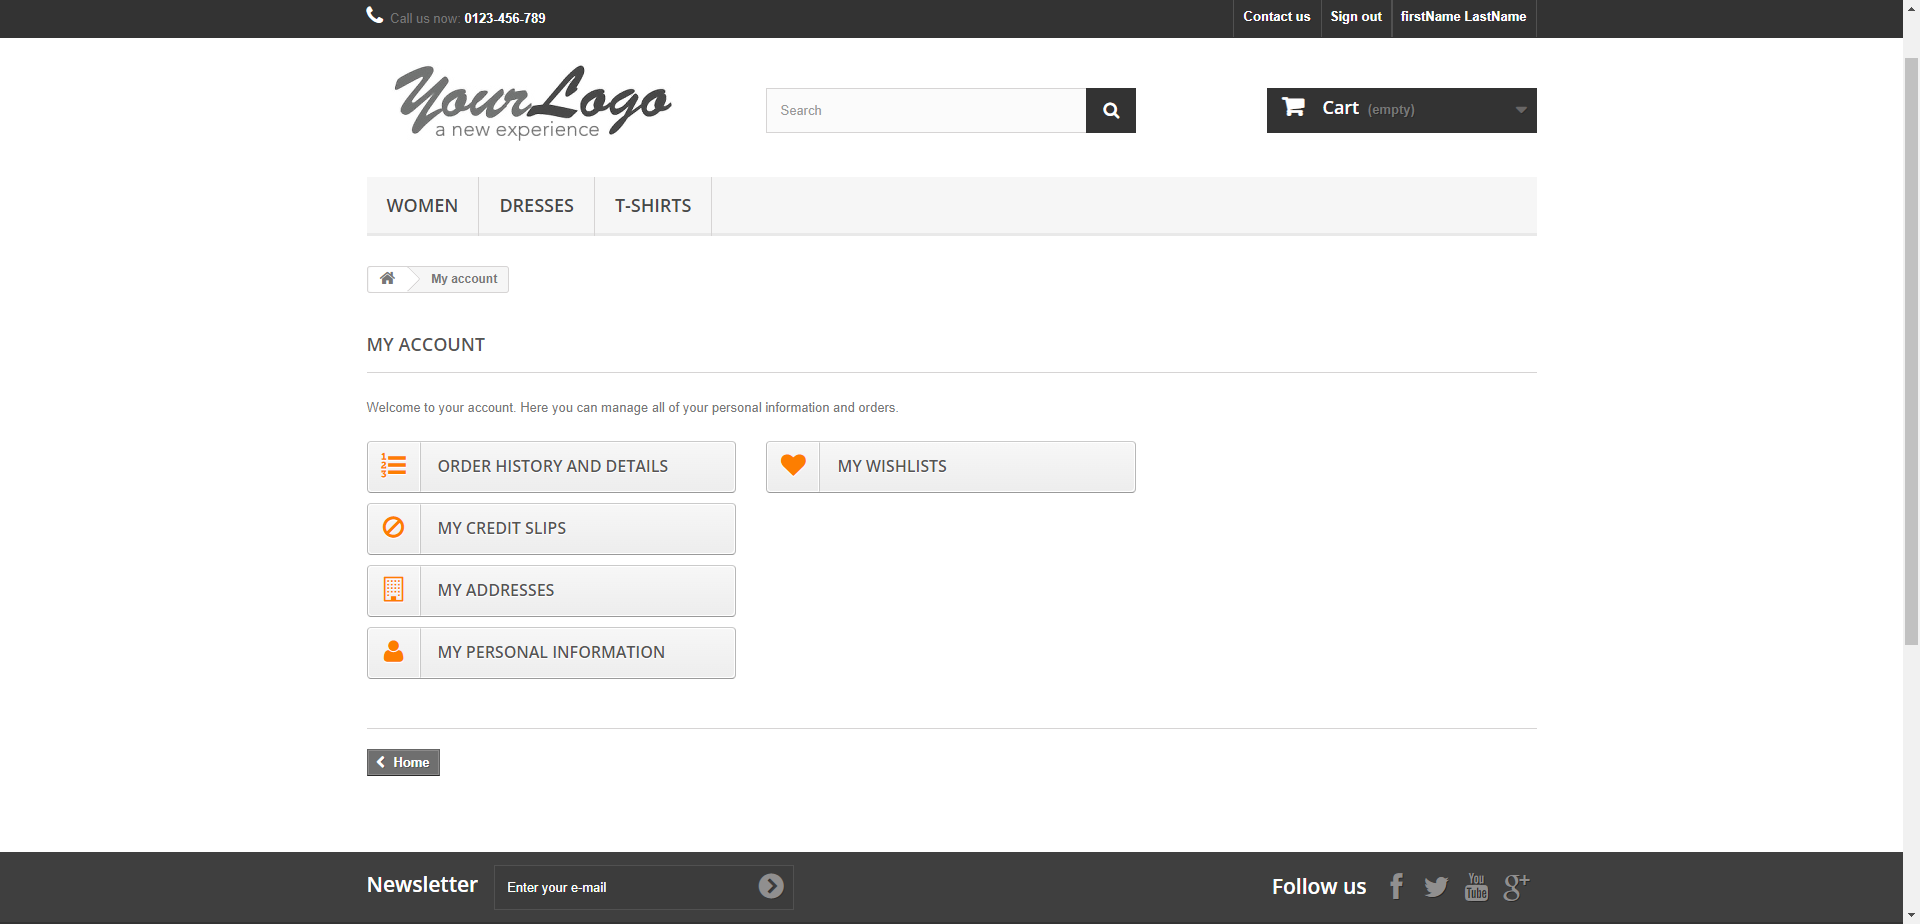 Call us now: 0123-456-789
Contact us
Sign out
firstName LastName
YourLogo
a new experience
Search
Cart (empty)
WOMEN
DRESSES
T-SHIRTS
My account
MY ACCOUNT
Welcome to your account. Here you can manage all of your personal information and orders.
1
2
3
ORDER HISTORY AND DETAILS
MY WISHLISTS
MY CREDIT SLIPS
MY ADDRESSES
MY PERSONAL INFORMATION
Home
Newsletter
Enter your e-mail
Follow us
You
Tube
g+